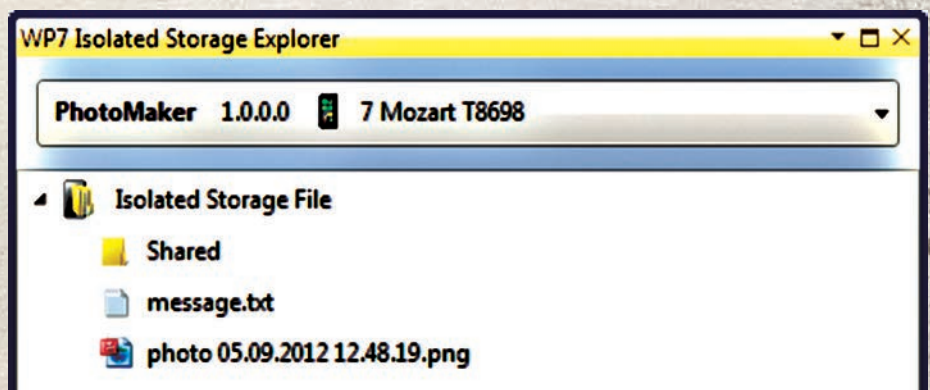 WP7 Isolated Storage Explorer
PhotoMaker 1.0.0.0 7 Mozart T8698
Isolated Storage File
Shared
message.txt
photo 05.09.2012 12.48.19.png